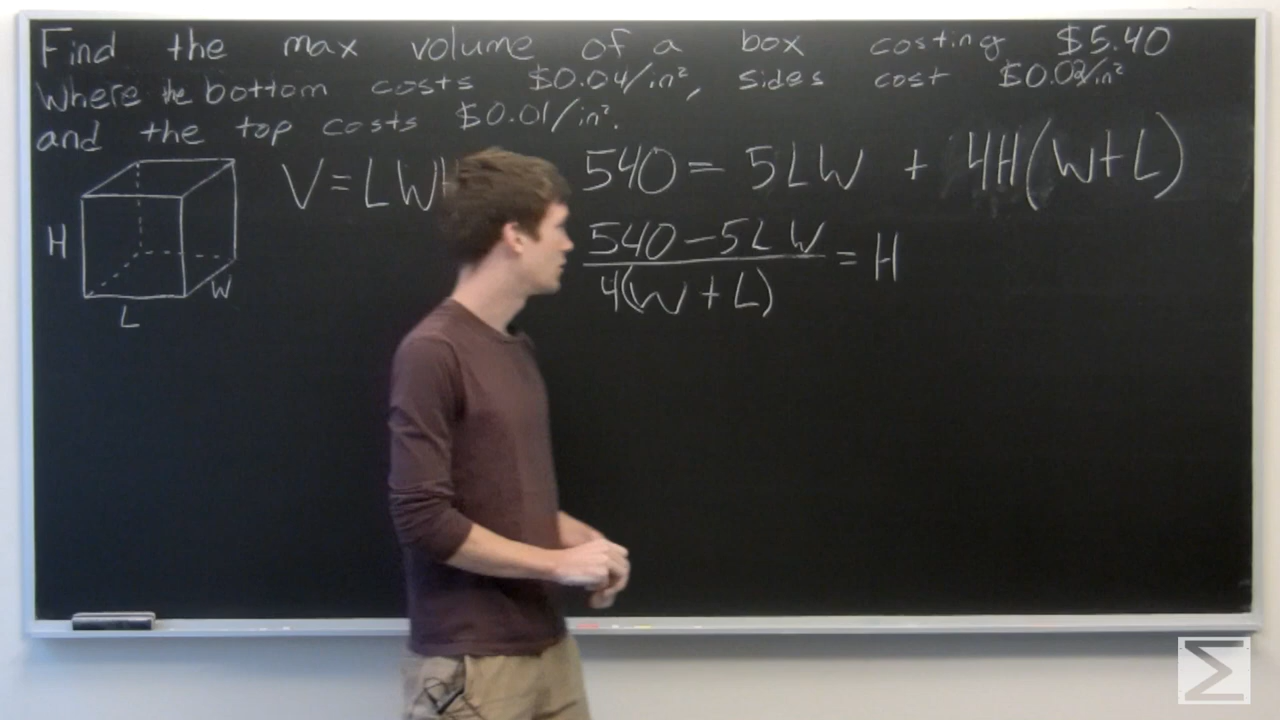 Find the max volume of a box costing $5.40
Where the bottom costs $0.04/in², sides cost $0.02/in²
and the top costs $0.01/in².
V = LWH
540 = 5LW + 4H(W+L)
540 - 5LW
4(W + L)
= H
H
W
L
Σ